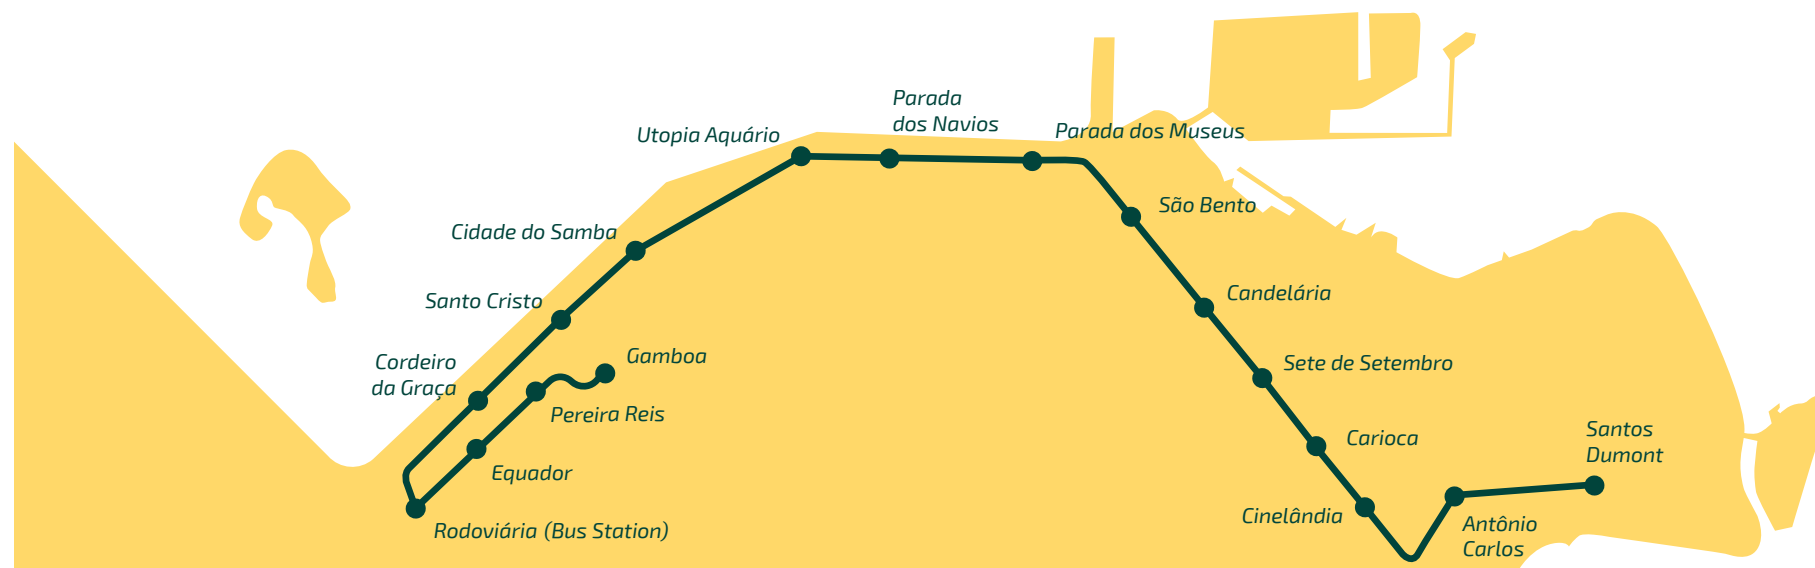 Parada
dos Navios
Utopia Aquário
Parada dos Museus
São Bento
Cidade do Samba
Candelária
Santo Cristo
Gamboa
Cordeiro
da Graça
Sete de Setembro
Pereira Reis
Carioca
Santos
Dumont
Equador
Cinelândia
Rodoviária (Bus Station)
Antônio
Carlos